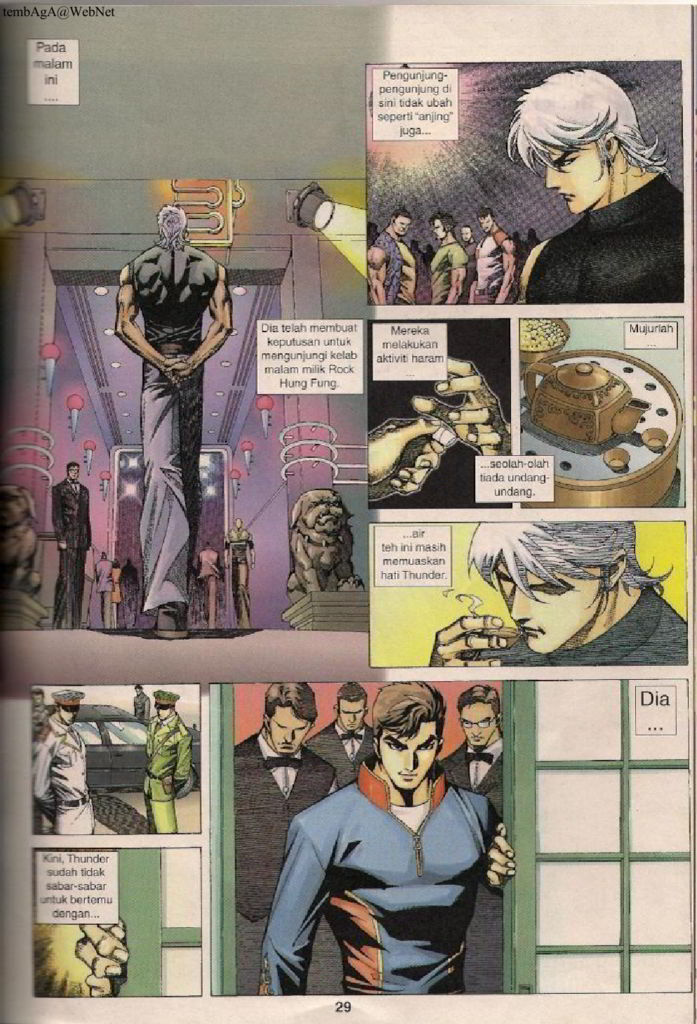 tembAgA@WebNet
Pada
malam
ini
....
Pengunjung-
pengunjung di
sini tidak ubah
seperti "anjing"
juga...
Dia telah membuat
keputusan untuk
mengunjungi kelab
malam milik Rock
Hung Fung.
Mereka
melakukan
aktiviti haram
...
...seolah-olah
tiada undang-
undang.
Mujurlah
...
...air
teh ini masih
memuaskan
hati Thunder.
Kini, Thunder
sudah tidak
sabar-sabar
untuk bertemu
dengan...
Dia
...
29